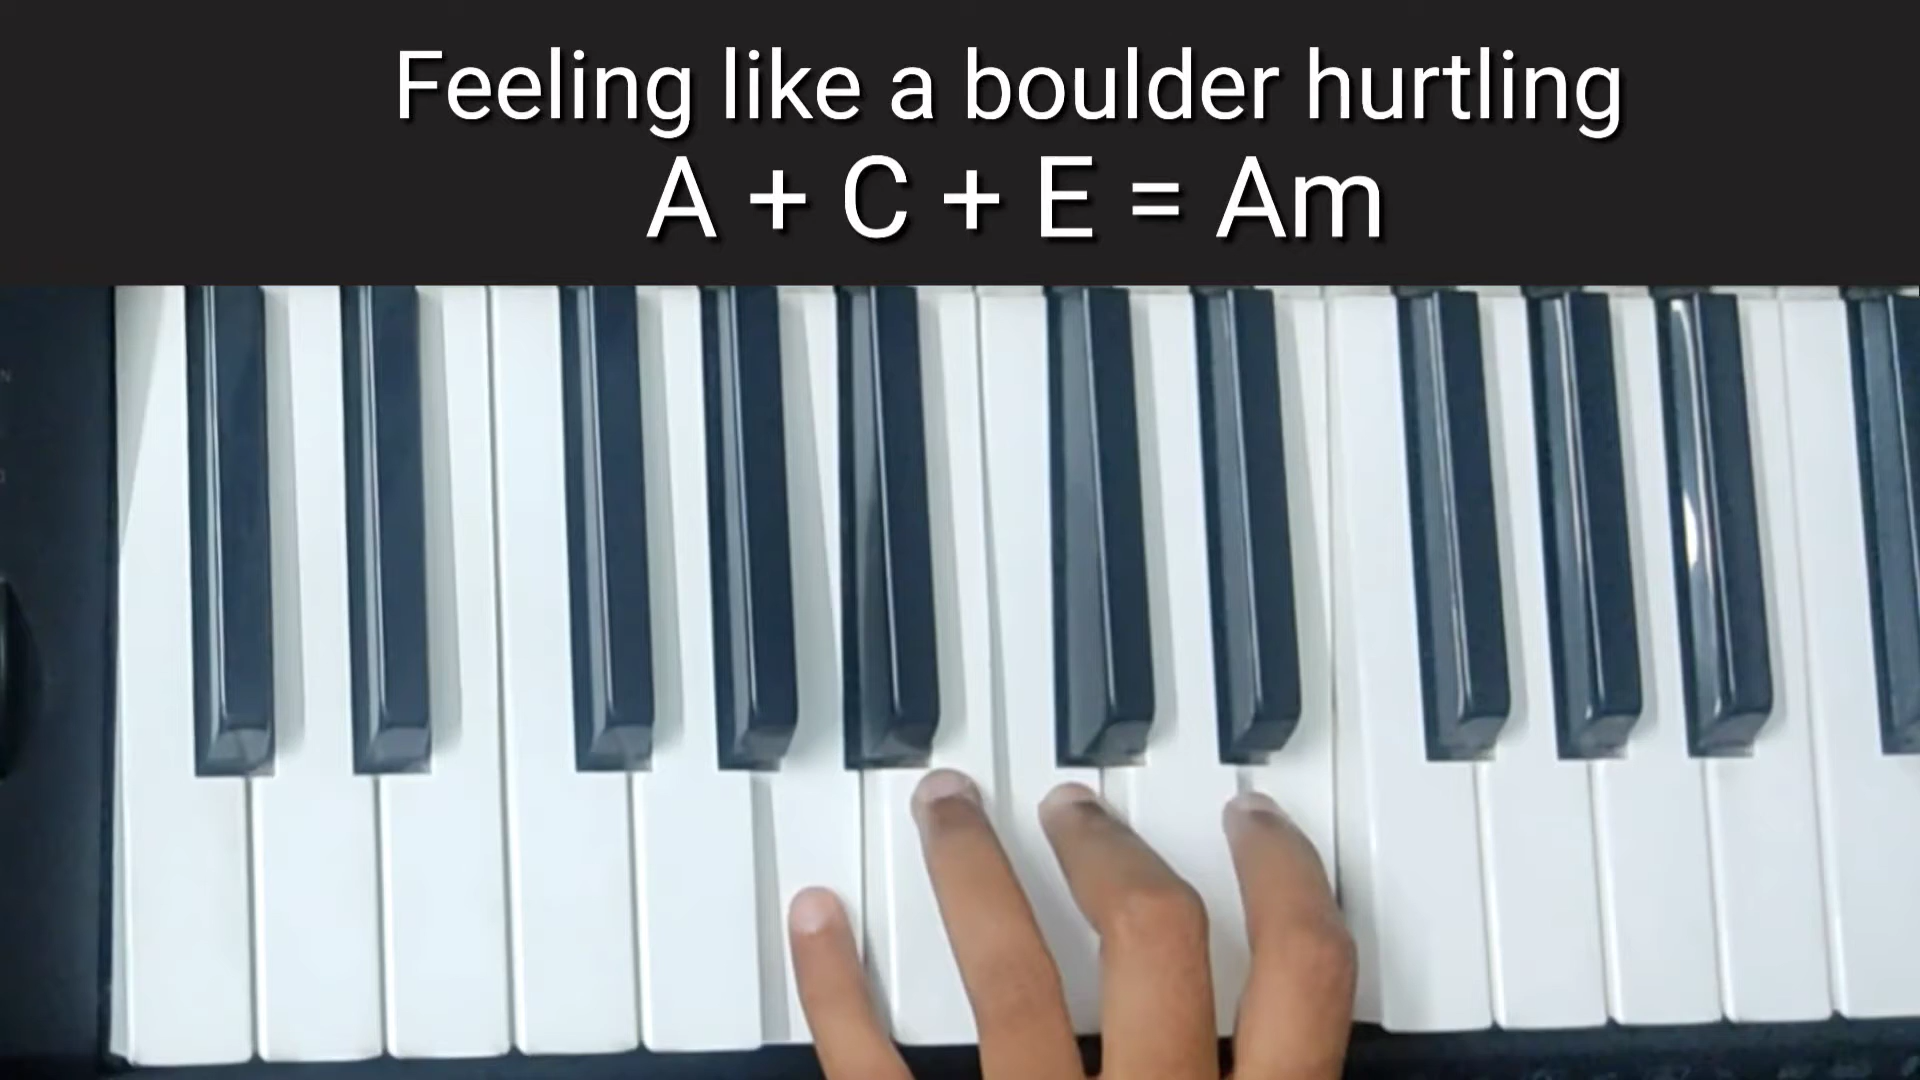 Feeling like a boulder hurtling
A + C + E = Am